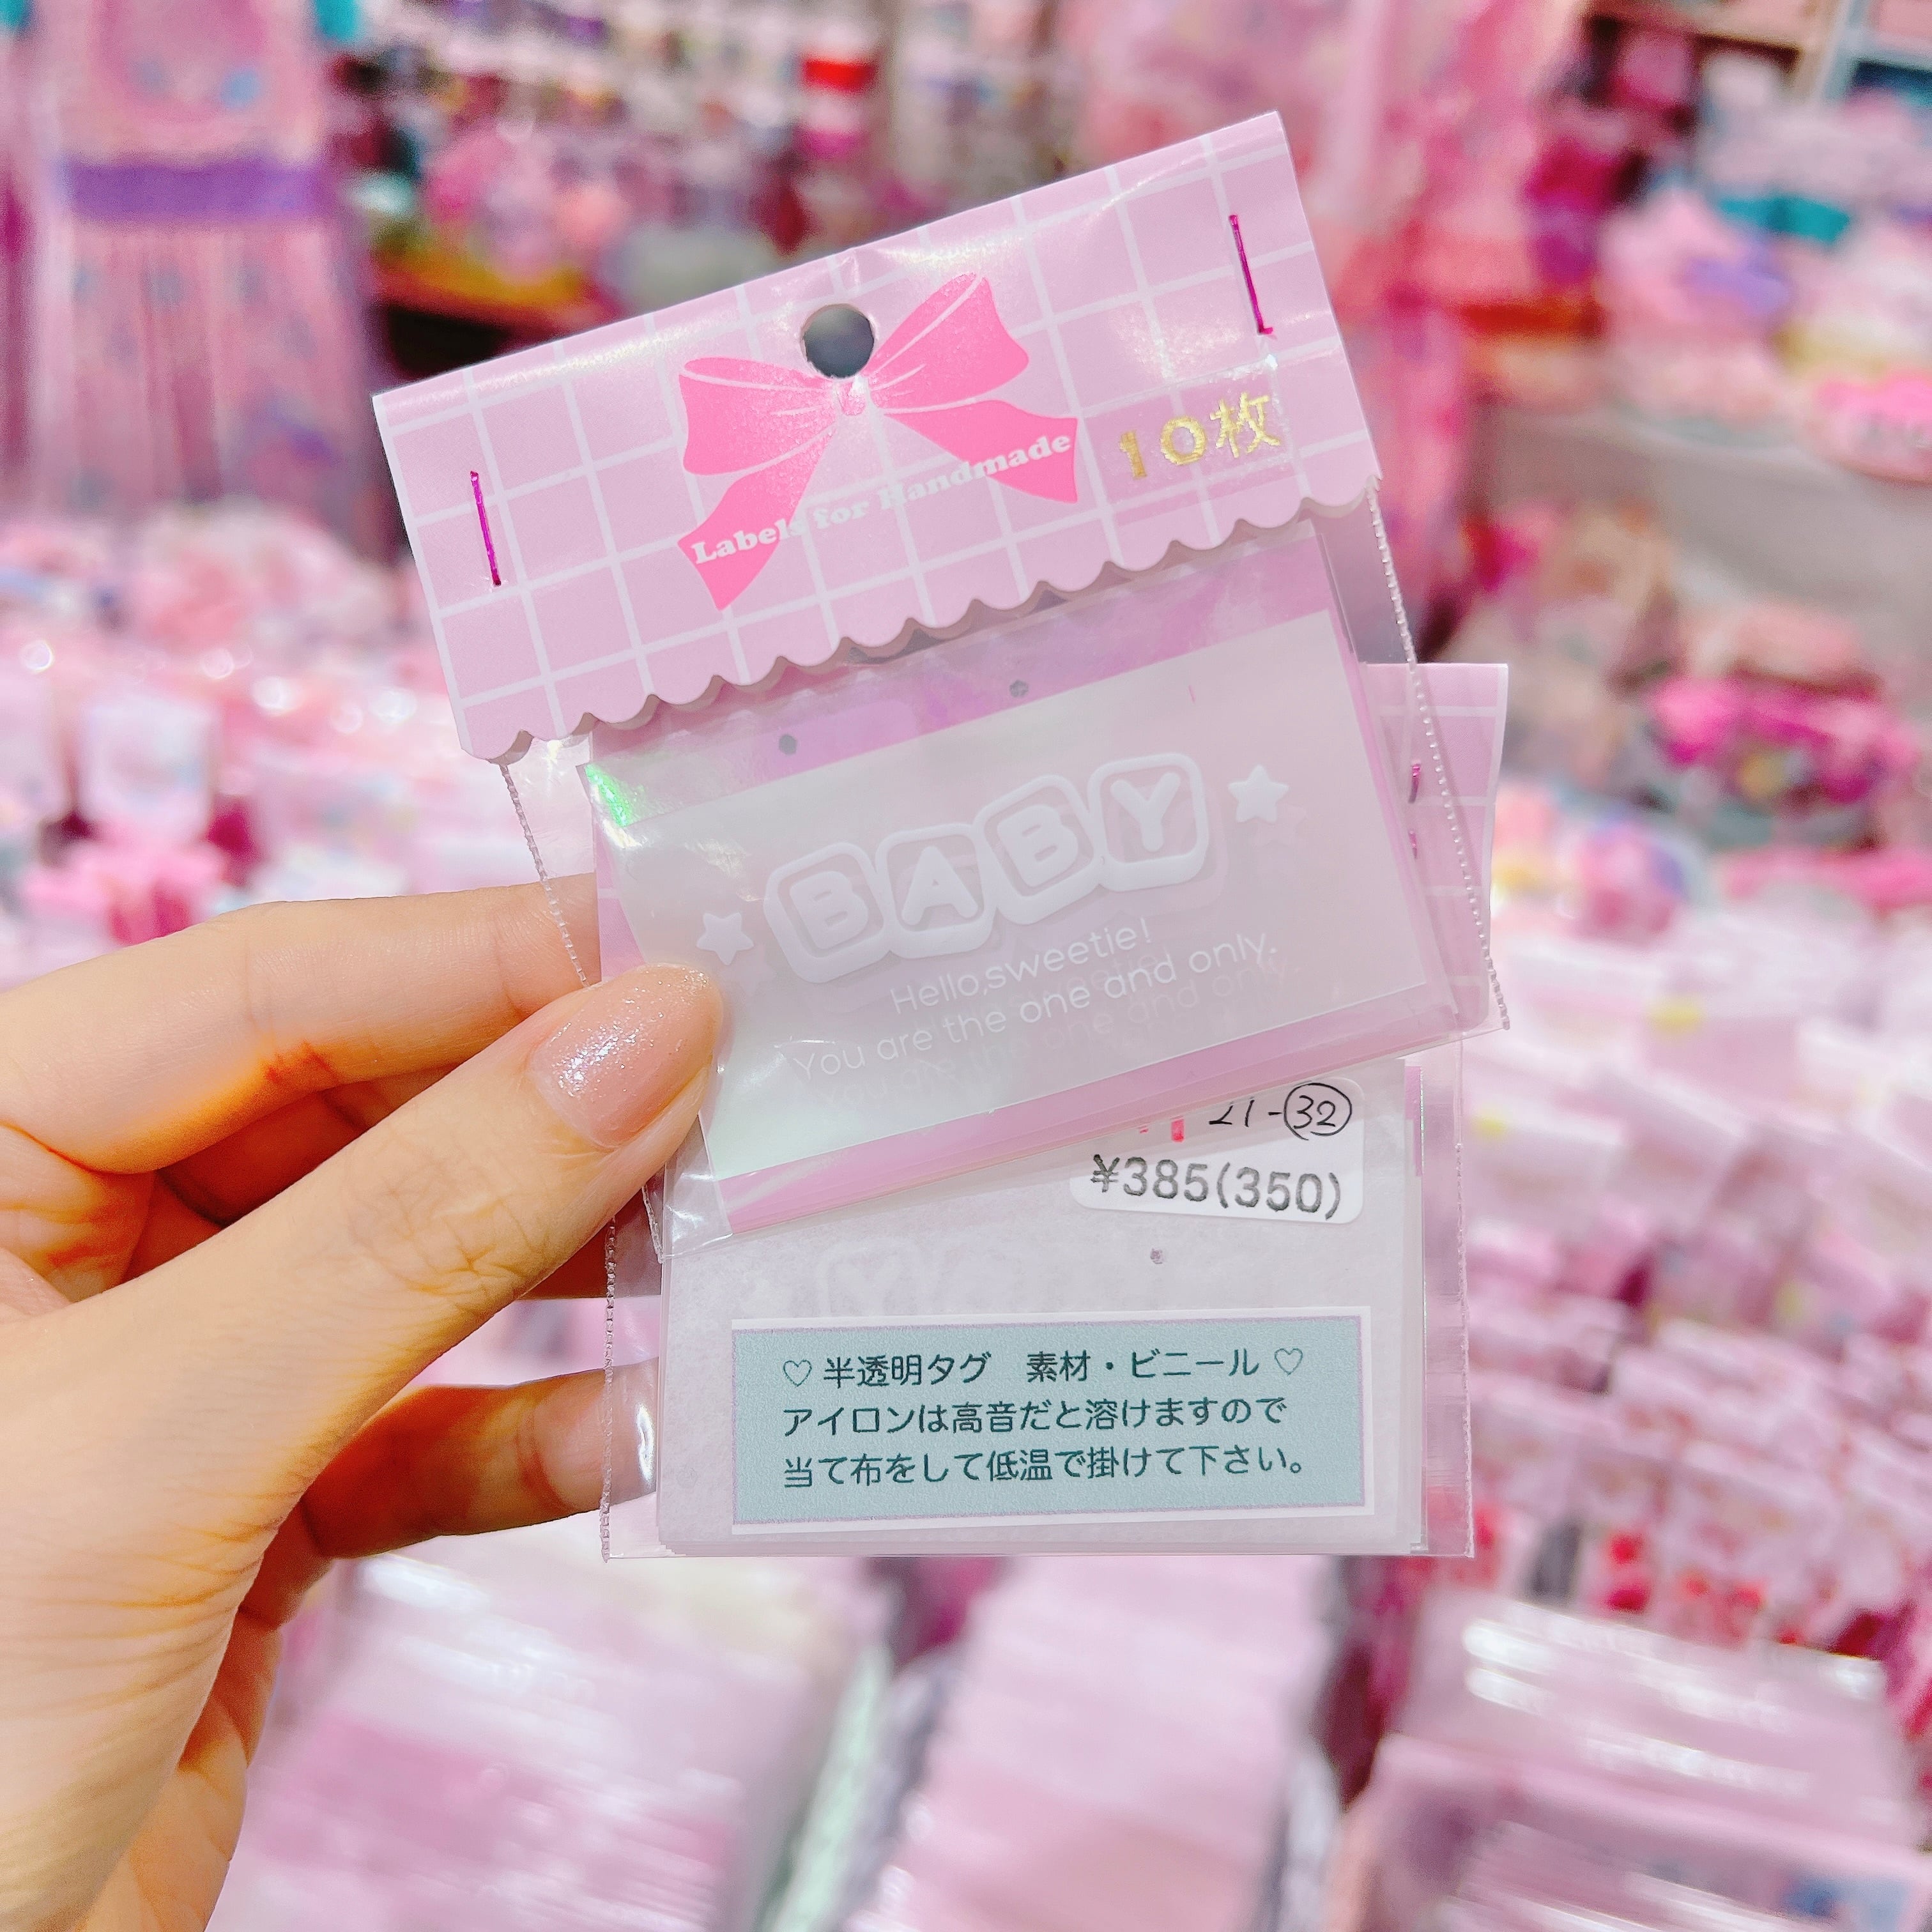 Labels for Handmade
10枚
BABY
Hello,sweetie!
You are the one and only.
21-32
¥385(350)
♡ 半透明タグ　素材・ビニール ♡
アイロンは高音だと溶けますので
当て布をして低温で掛けて下さい。